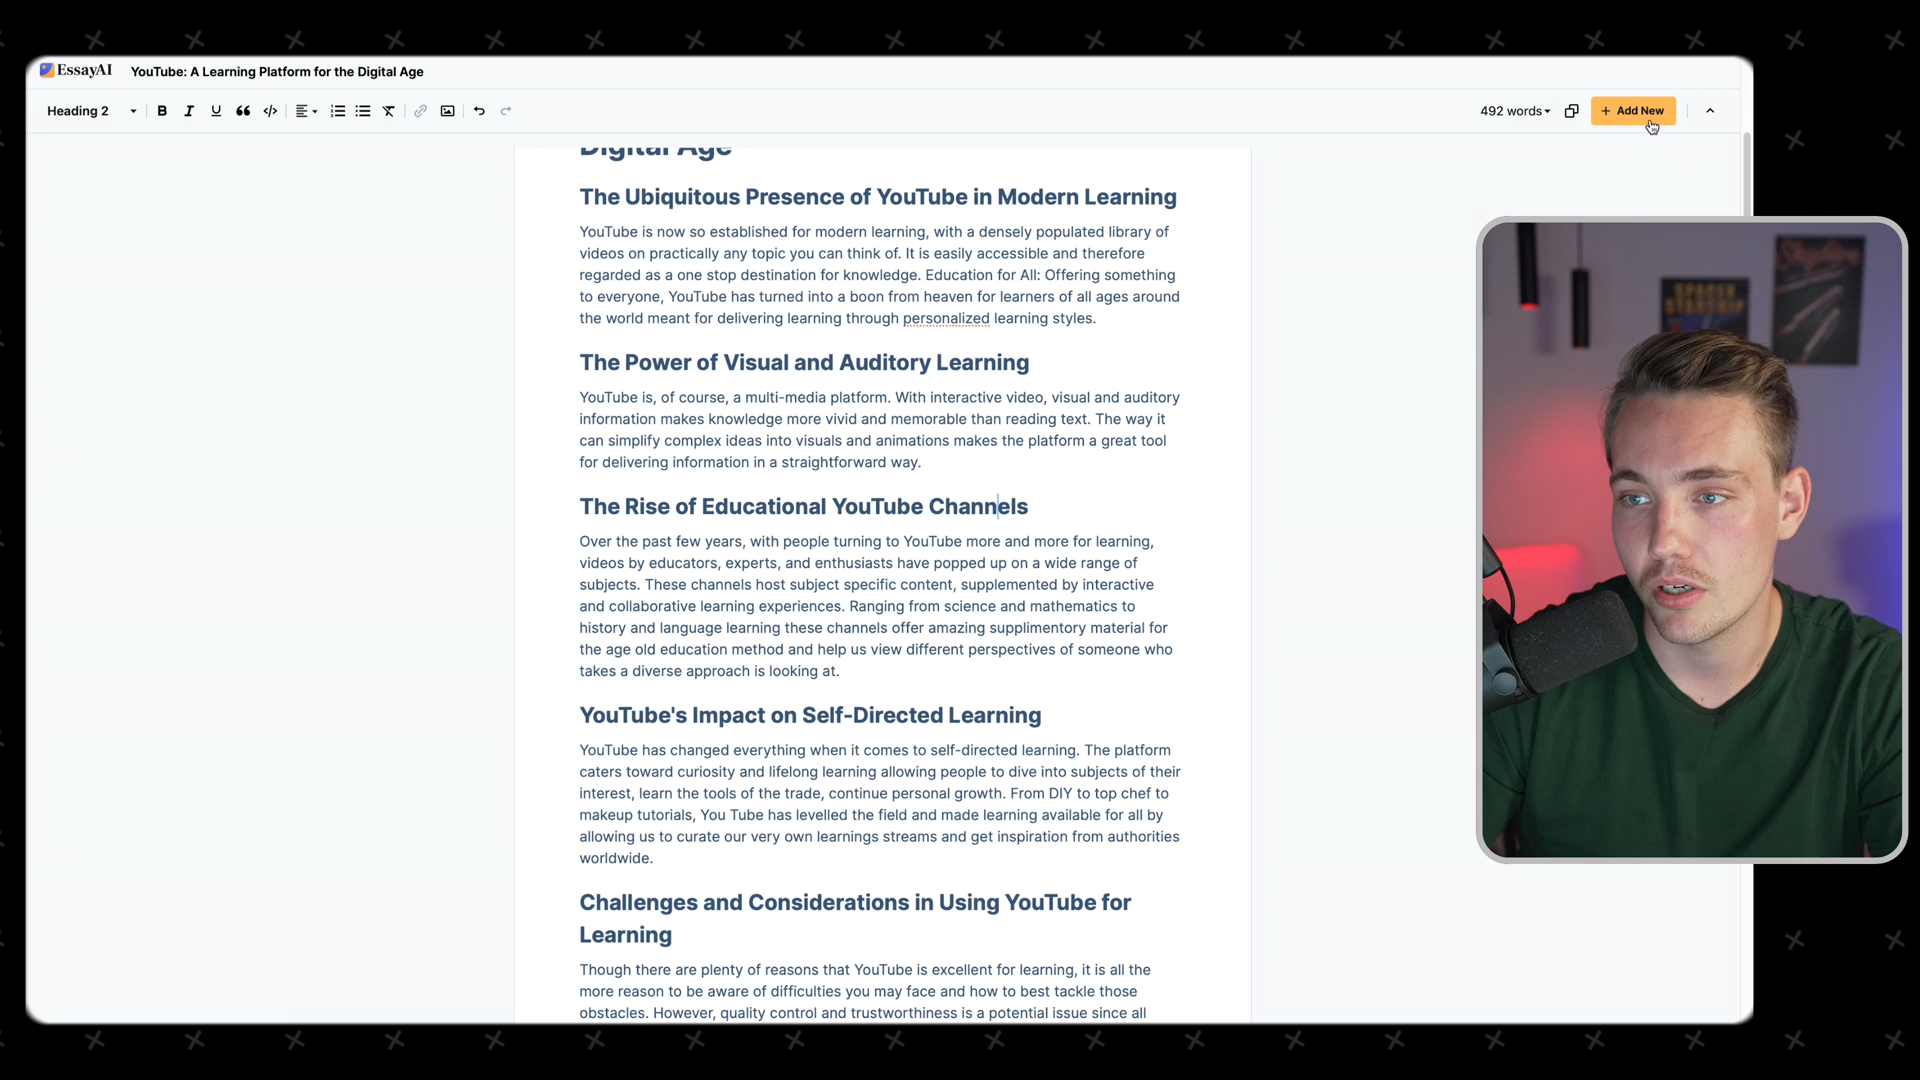 EssayAI
YouTube: A Learning Platform for the Digital Age
Heading 2
B I U
492 words
+ Add New
Digital Age
The Ubiquitous Presence of YouTube in Modern Learning
YouTube is now so established for modern learning, with a densely populated library of
videos on practically any topic you can think of. It is easily accessible and therefore
regarded as a one stop destination for knowledge. Education for All: Offering something
to everyone, YouTube has turned into a boon from heaven for learners of all ages around
the world meant for delivering learning through personalized learning styles.
The Power of Visual and Auditory Learning
YouTube is, of course, a multi-media platform. With interactive video, visual and auditory
information makes knowledge more vivid and memorable than reading text. The way it
can simplify complex ideas into visuals and animations makes the platform a great tool
for delivering information in a straightforward way.
The Rise of Educational YouTube Channels
Over the past few years, with people turning to YouTube more and more for learning,
videos by educators, experts, and enthusiasts have popped up on a wide range of
subjects. These channels host subject specific content, supplemented by interactive
and collaborative learning experiences. Ranging from science and mathematics to
history and language learning these channels offer amazing supplimentory material for
the age old education method and help us view different perspectives of someone who
takes a diverse approach is looking at.
YouTube's Impact on Self-Directed Learning
YouTube has changed everything when it comes to self-directed learning. The platform
caters toward curiosity and lifelong learning allowing people to dive into subjects of their
interest, learn the tools of the trade, continue personal growth. From DIY to top chef to
makeup tutorials, You Tube has levelled the field and made learning available for all by
allowing us to curate our very own learnings streams and get inspiration from authorities
worldwide.
Challenges and Considerations in Using YouTube for
Learning
Though there are plenty of reasons that YouTube is excellent for learning, it is all the
more reason to be aware of difficulties you may face and how to best tackle those
obstacles. However, quality control and trustworthiness is a potential issue since all